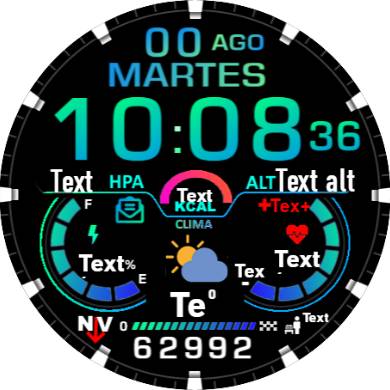 00 AGO
MARTES
10:08 36
Text HPA Text KCAL ALT Text alt
F +Tex+
CLIMA
Text% Tex Text
E -
Te°
NV 0 Text
62992